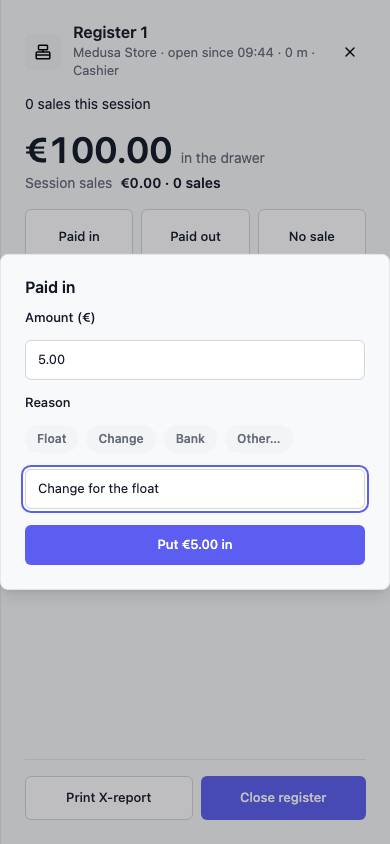 Register 1
Medusa Store · open since 09:44 · 0 m ·
Cashier
0 sales this session
€100.00 in the drawer
Session sales €0.00 · 0 sales
Paid in
Paid out
No sale
Paid in
Amount (€)
5.00
Reason
Float
Change
Bank
Other...
Change for the float
Put €5.00 in
Print X-report
Close register